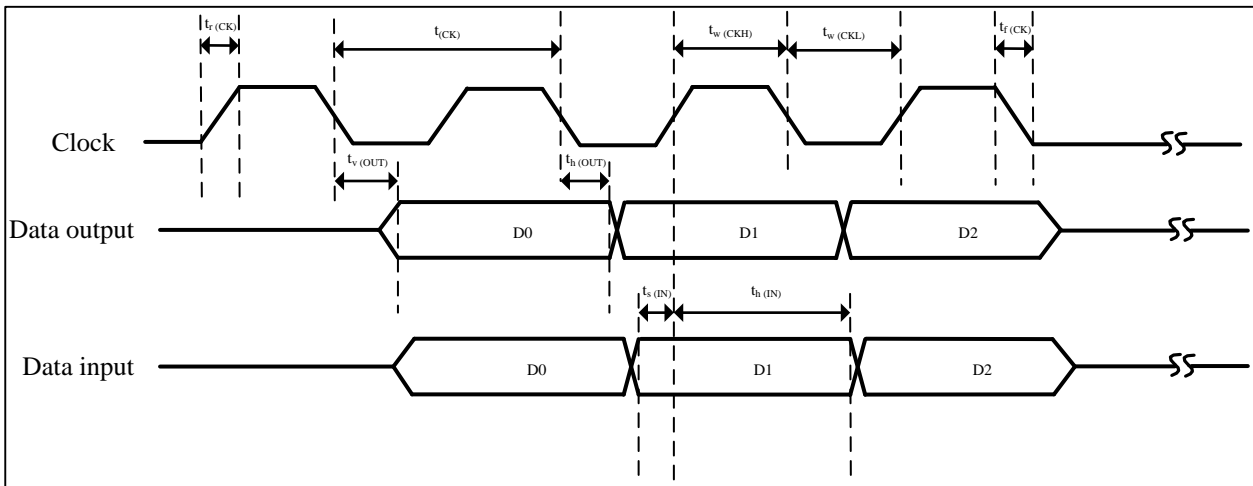 tr (CK)
t(CK)
tw (CKH)
tw (CKL)
tf (CK)
Clock
tv (OUT)
th (OUT)
Data output
D0
D1
D2
ts (IN)
th (IN)
Data input
D0
D1
D2